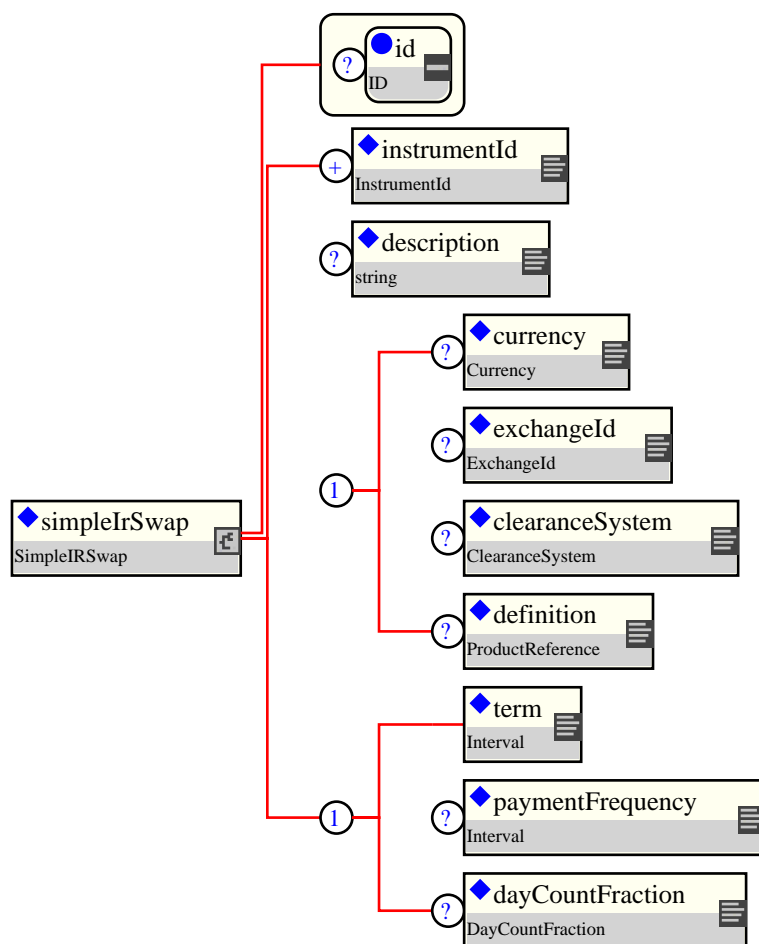 ?
id
ID
+
instrumentId
InstrumentId
?
description
string
?
currency
Currency
?
exchangeId
ExchangeId
1
simpleIrSwap
SimpleIRSwap
?
clearanceSystem
ClearanceSystem
?
definition
ProductReference
term
Interval
1
?
paymentFrequency
Interval
?
dayCountFraction
DayCountFraction